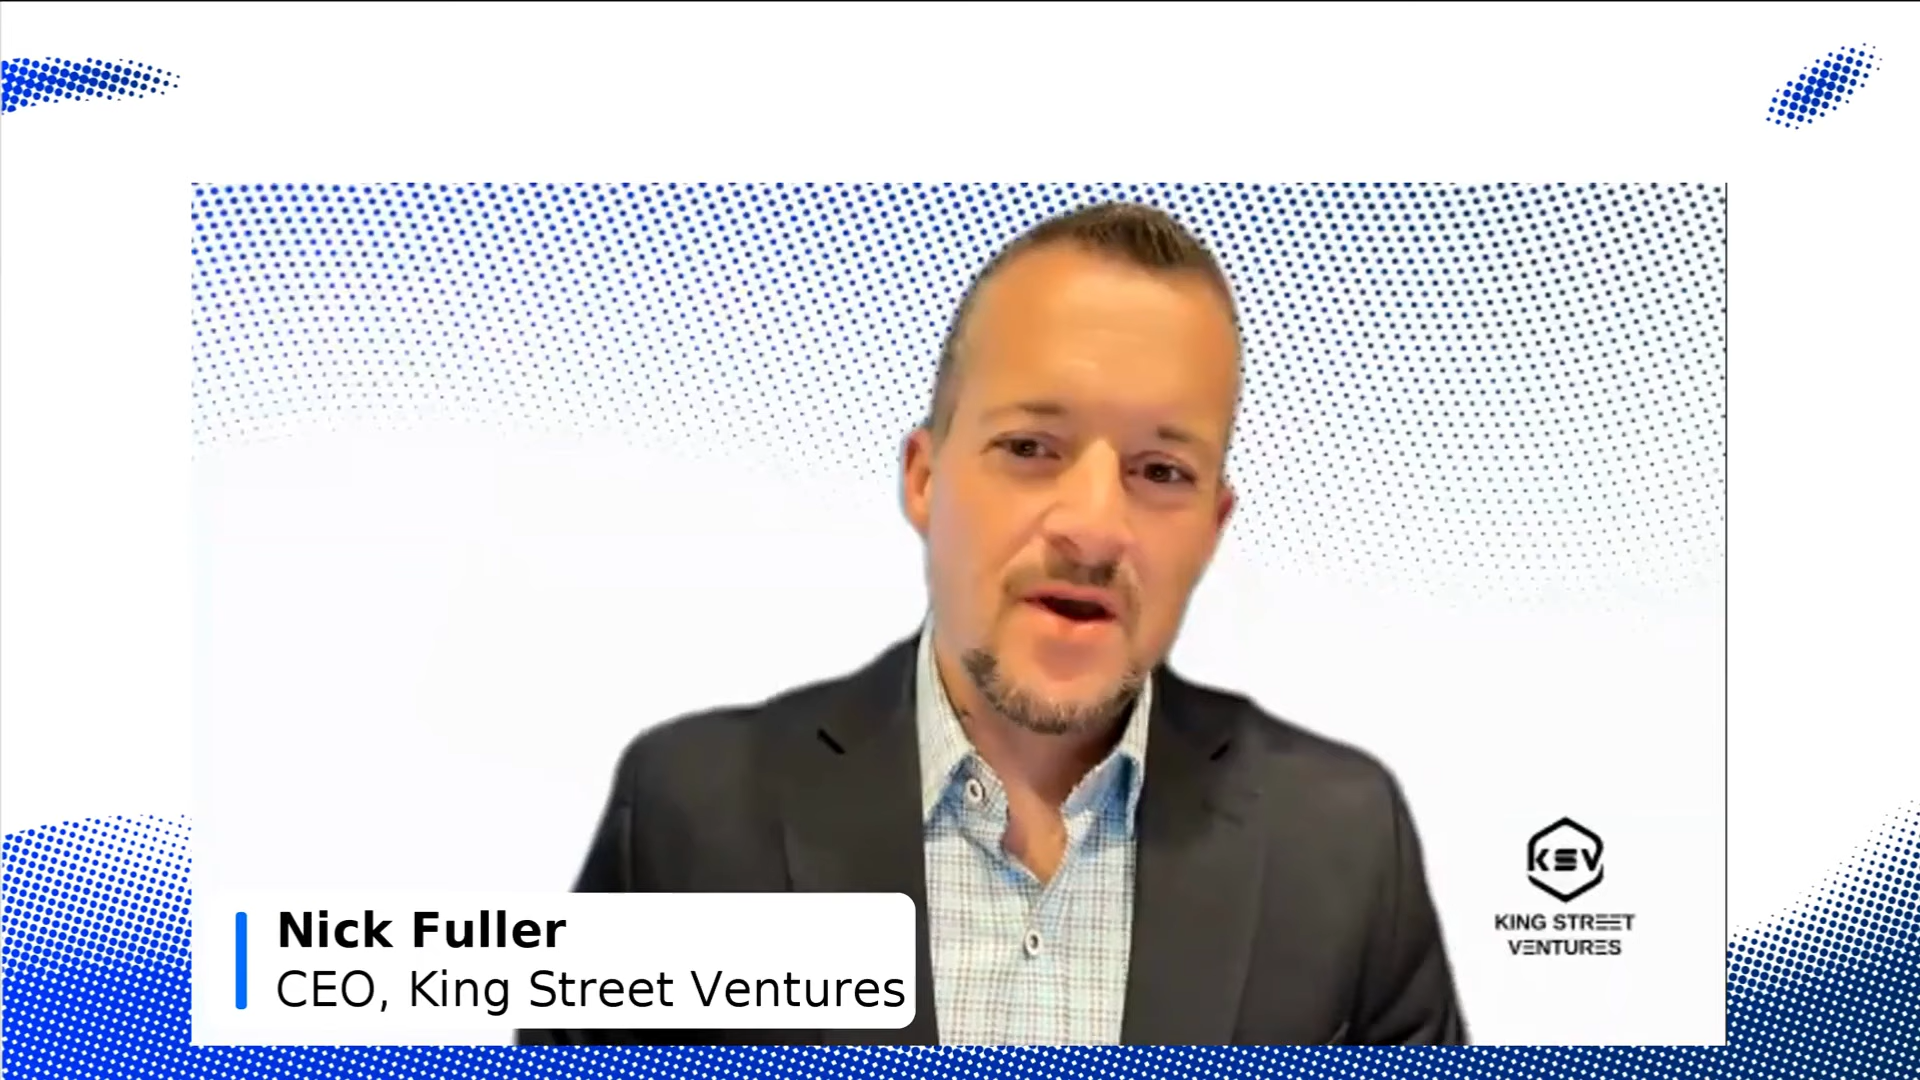 Nick Fuller
CEO, King Street Ventures
KSV
KING STREET
VENTURES